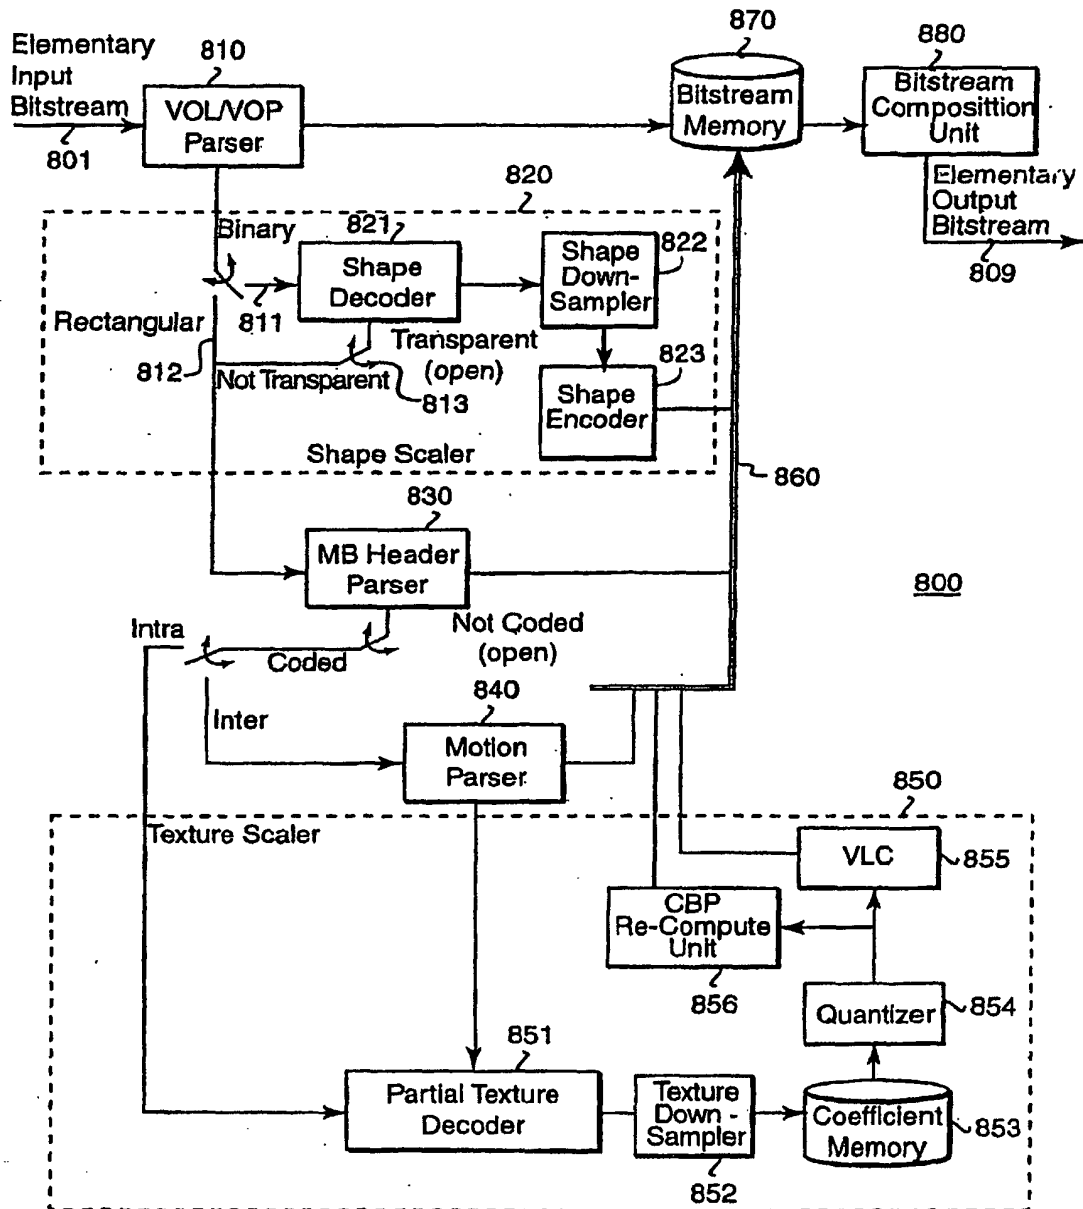 Elementary
Input
Bitstream
801
810
VOL/VOP
Parser
870
Bitstream
Memory
880
Bitstream
Composittion
Unit
Elementary
Output
Bitstream
809
820
Binary
821
Shape
Decoder
Shape
Down-
Sampler
822
811
Rectangular
812
Transparent
(open)
Not Transparent
813
823
Shape
Encoder
Shape Scaler
860
830
MB Header
Parser
800
Intra
Coded
Not Coded
(open)
Inter
840
Motion
Parser
850
Texture Scaler
VLC
855
CBP
Re-Compute
Unit
856
Quantizer
854
851
Partial Texture
Decoder
Texture
Down -
Sampler
852
Coefficient
Memory
853